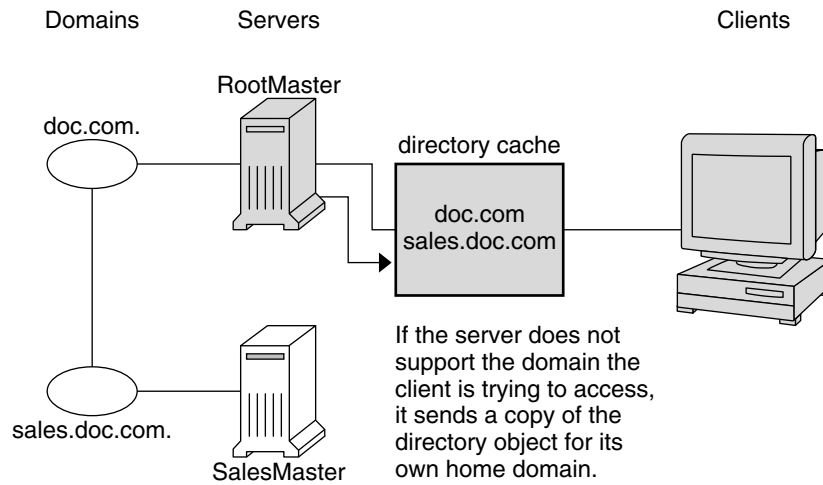 Domains
Servers
Clients
RootMaster
doc.com.
directory cache
doc.com
sales.doc.com
If the server does not
support the domain the
client is trying to access,
it sends a copy of the
directory object for its
own home domain.
sales.doc.com.
SalesMaster